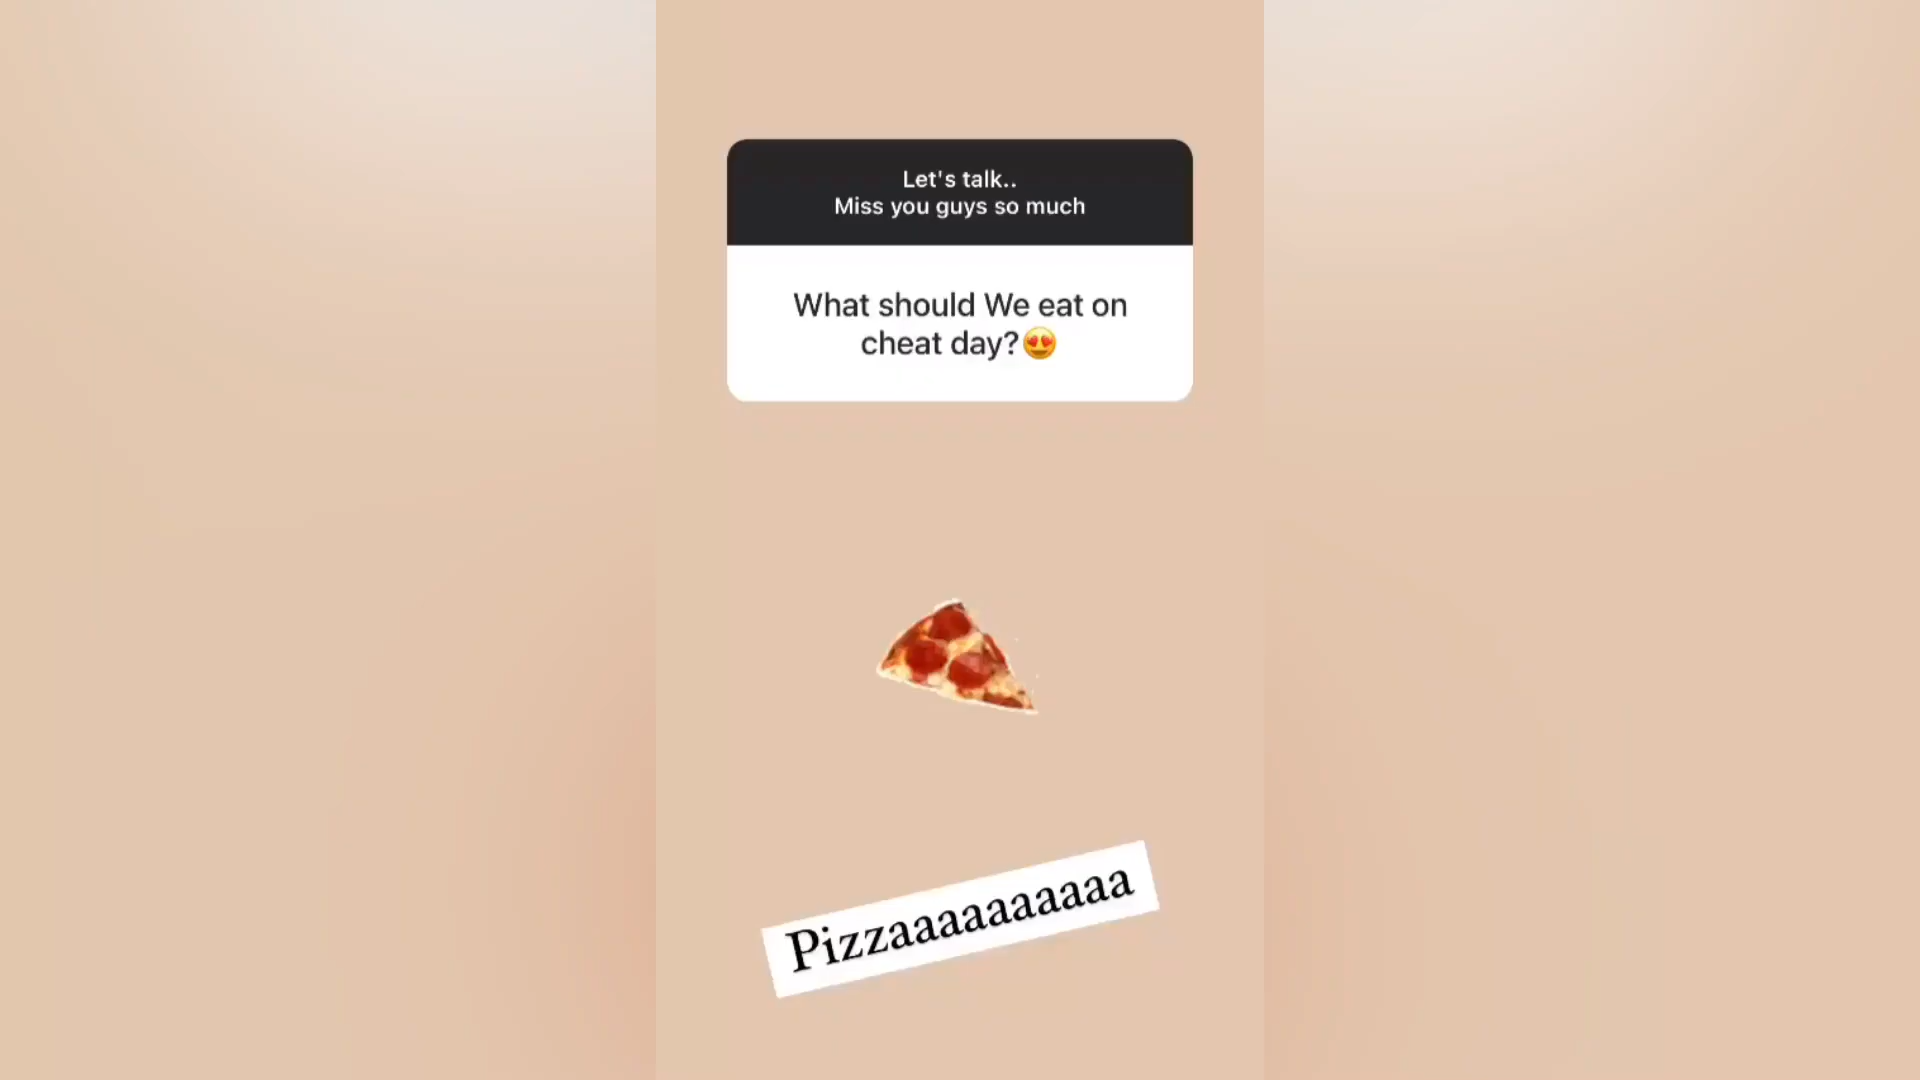 Let's talk..
Miss you guys so much
What should We eat on
cheat day?😍
Pizzaaaaaaaaaa